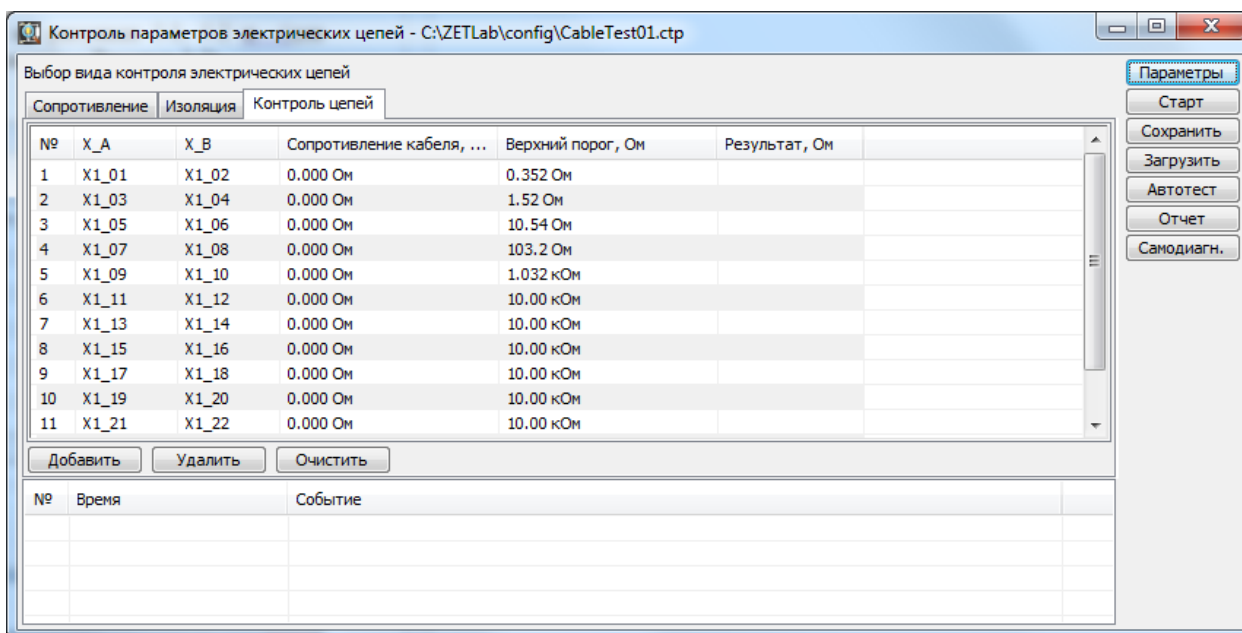 Контроль параметров электрических цепей - C:\ZETLab\config\CableTest01.ctp
Выбор вида контроля электрических цепей
Сопротивление Изоляция Контроль цепей
№ X_A X_B Сопротивление кабеля, ... Верхний порог, Ом Результат, Ом
1 X1_01 X1_02 0.000 Ом 0.352 Ом
2 X1_03 X1_04 0.000 Ом 1.52 Ом
3 X1_05 X1_06 0.000 Ом 10.54 Ом
4 X1_07 X1_08 0.000 Ом 103.2 Ом
5 X1_09 X1_10 0.000 Ом 1.032 кОм
6 X1_11 X1_12 0.000 Ом 10.00 кОм
7 X1_13 X1_14 0.000 Ом 10.00 кОм
8 X1_15 X1_16 0.000 Ом 10.00 кОм
9 X1_17 X1_18 0.000 Ом 10.00 кОм
10 X1_19 X1_20 0.000 Ом 10.00 кОм
11 X1_21 X1_22 0.000 Ом 10.00 кОм
Добавить Удалить Очистить
№ Время Событие
Параметры
Старт
Сохранить
Загрузить
Автотест
Отчет
Самодиагн.